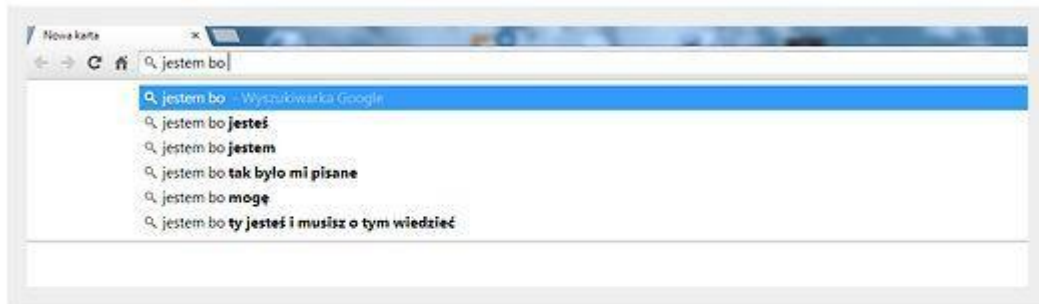 Nowa karta
jestem bo
jestem bo - Wyszukiwarka Google
jestem bo jesteś
jestem bo jestem
jestem bo tak było mi pisane
jestem bo mogę
jestem bo ty jesteś i musisz o tym wiedzieć